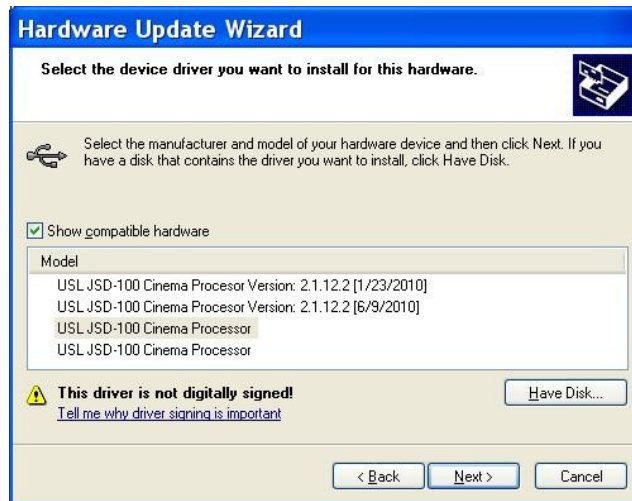 Hardware Update Wizard
Select the device driver you want to install for this hardware.
Select the manufacturer and model of your hardware device and then click Next. If you
have a disk that contains the driver you want to install, click Have Disk.
Show compatible hardware
Model
USL JSD-100 Cinema Procesor Version: 2.1.12.2 [1/23/2010]
USL JSD-100 Cinema Procesor Version: 2.1.12.2 [6/9/2010]
USL JSD-100 Cinema Processor
USL JSD-100 Cinema Processor
This driver is not digitally signed!
Have Disk...
Tell me why driver signing is important
< Back Next > Cancel